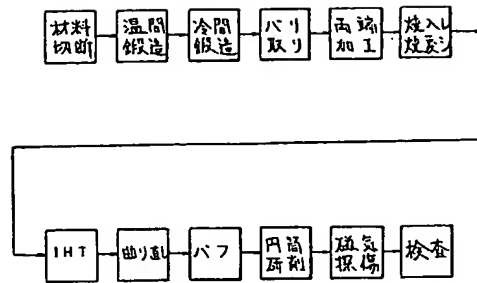 材料
切断
温間
鍛造
冷間
鍛造
バリ
取り
両端
加工
焼入レ
焼戻シ
IHT
曲り直し
バフ
円筒
研削
磁気
探傷
検査